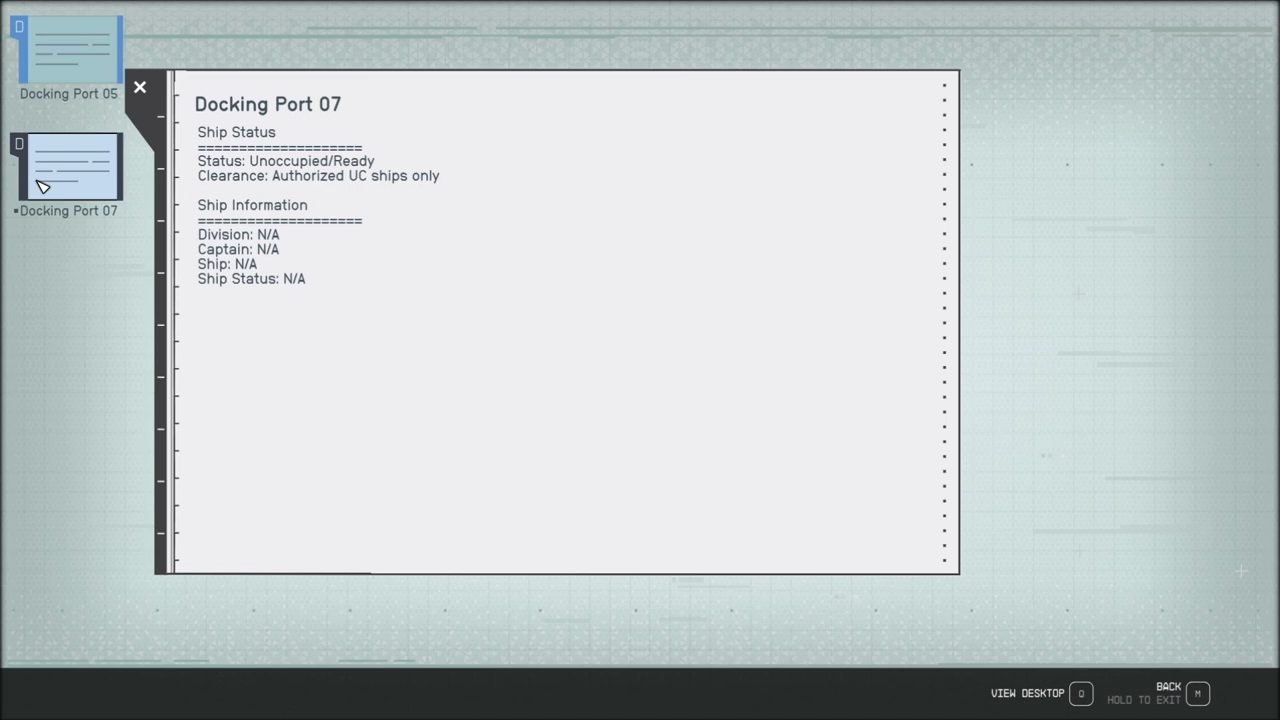 D
Docking Port 05
D
Docking Port 07
Docking Port 07
Ship Status
====================
Status: Unoccupied/Ready
Clearance: Authorized UC ships only
Ship Information
====================
Division: N/A
Captain: N/A
Ship: N/A
Ship Status: N/A
VIEW DESKTOP Q
BACK
HOLD TO EXIT M